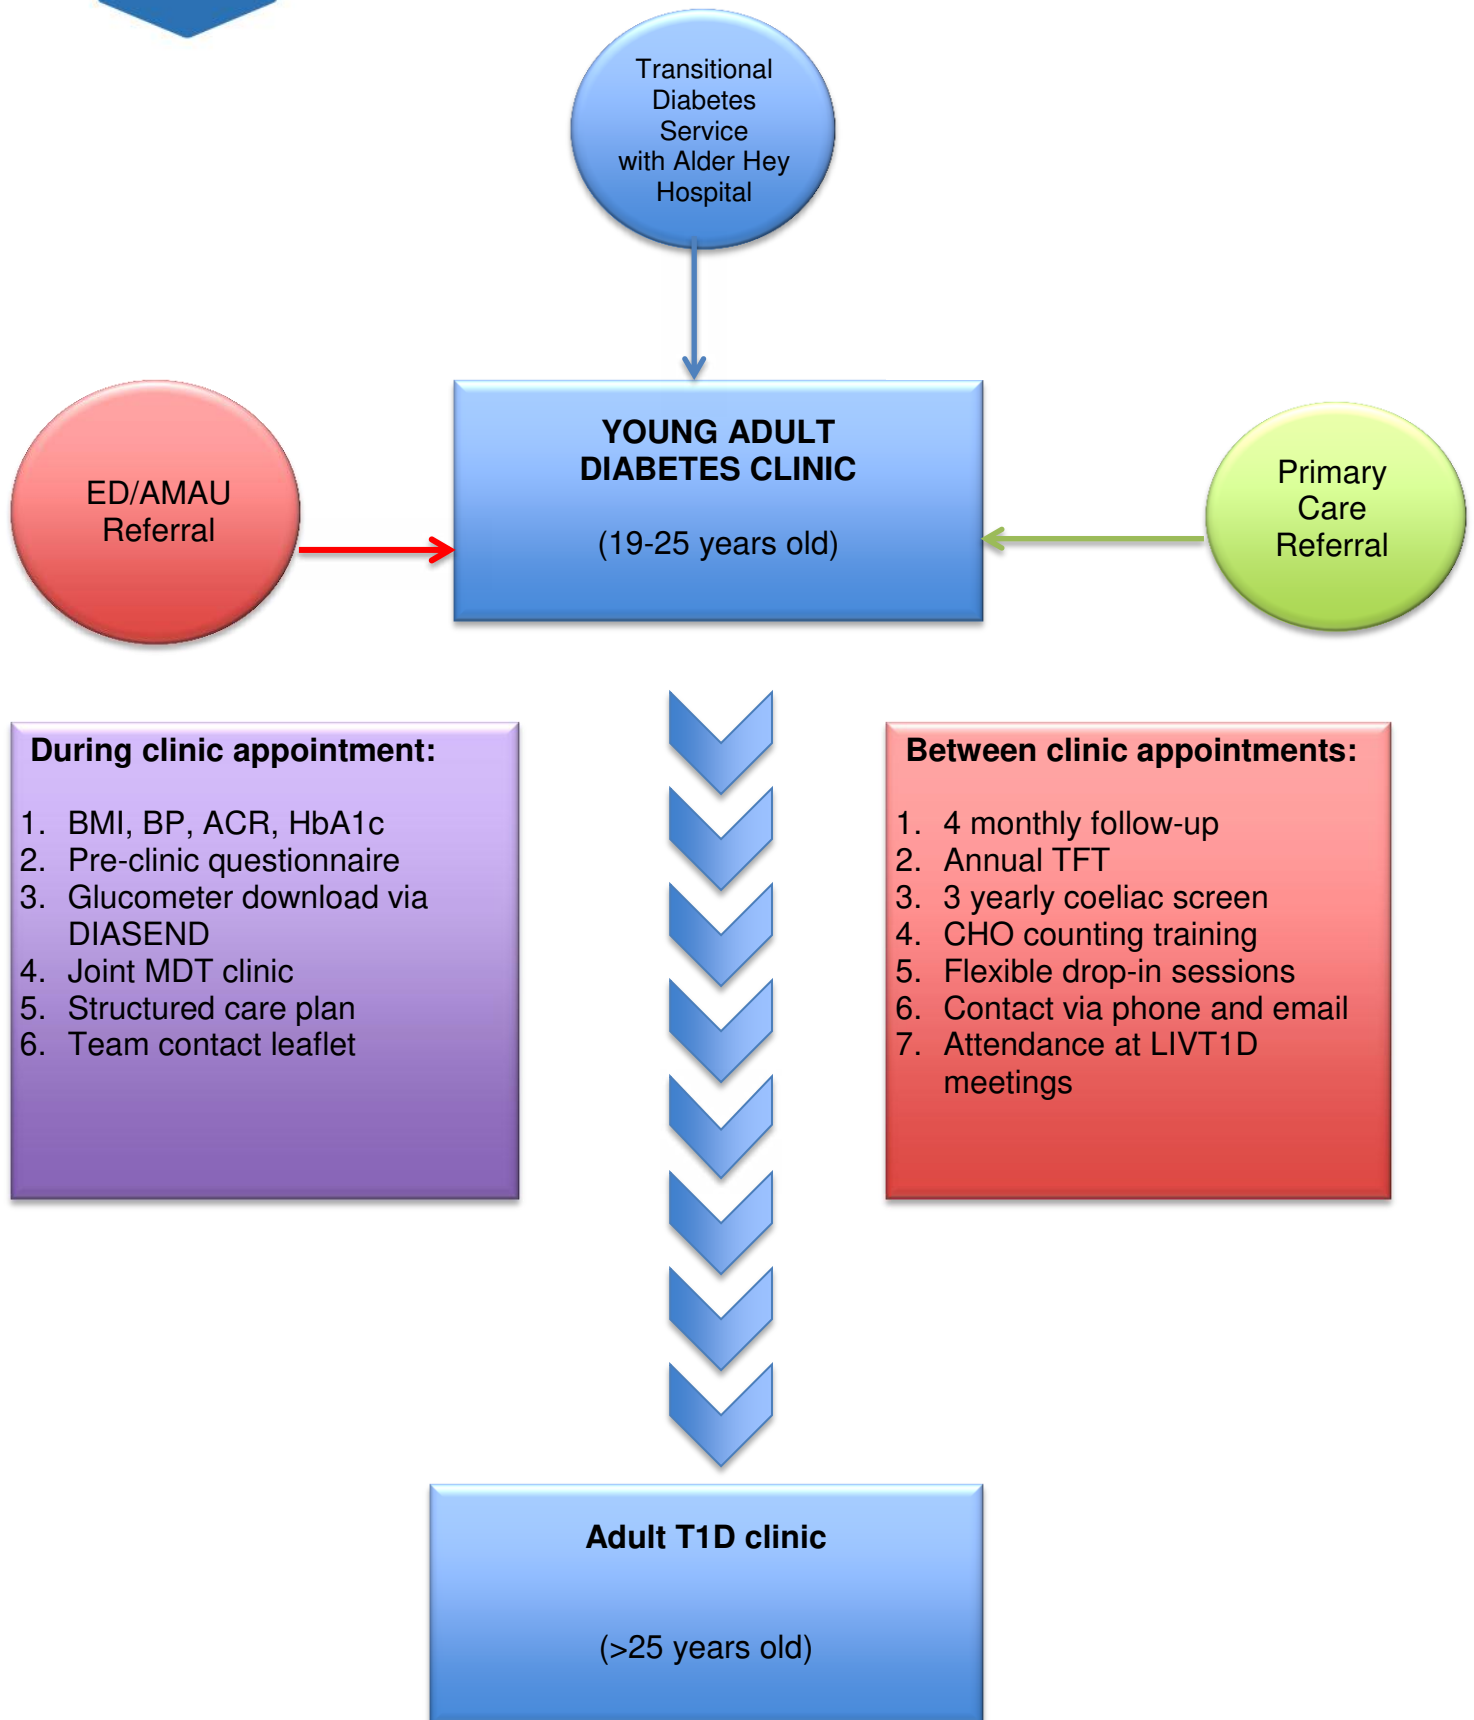 Transitional
Diabetes
Service
with Alder Hey
Hospital
ED/AMAU
Referral
YOUNG ADULT
DIABETES CLINIC
(19-25 years old)
Primary
Care
Referral
During clinic appointment:
1. BMI, BP, ACR, HbA1c
2. Pre-clinic questionnaire
3. Glucometer download via
DIASEND
4. Joint MDT clinic
5. Structured care plan
6. Team contact leaflet
Between clinic appointments:
1. 4 monthly follow-up
2. Annual TFT
3. 3 yearly coeliac screen
4. CHO counting training
5. Flexible drop-in sessions
6. Contact via phone and email
7. Attendance at LIVT1D
meetings
Adult T1D clinic
(>25 years old)